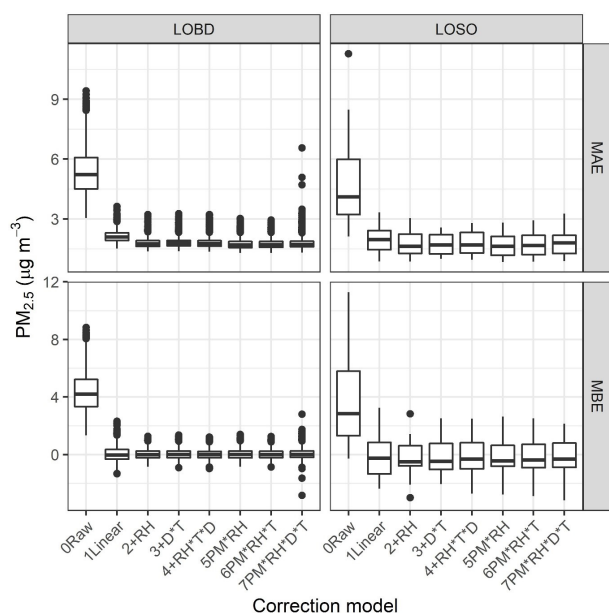 LOBD LOSO
9
6
3
MAE
12
8
4
0
MBE
PM2.5 (µg m−3)
0Raw 1Linear 2+RH 3+D*T 4+RH*T*D 5PM*RH 6PM*RH*T 7PM*RH*D*T
0Raw 1Linear 2+RH 3+D*T 4+RH*T*D 5PM*RH 6PM*RH*T 7PM*RH*D*T
Correction model